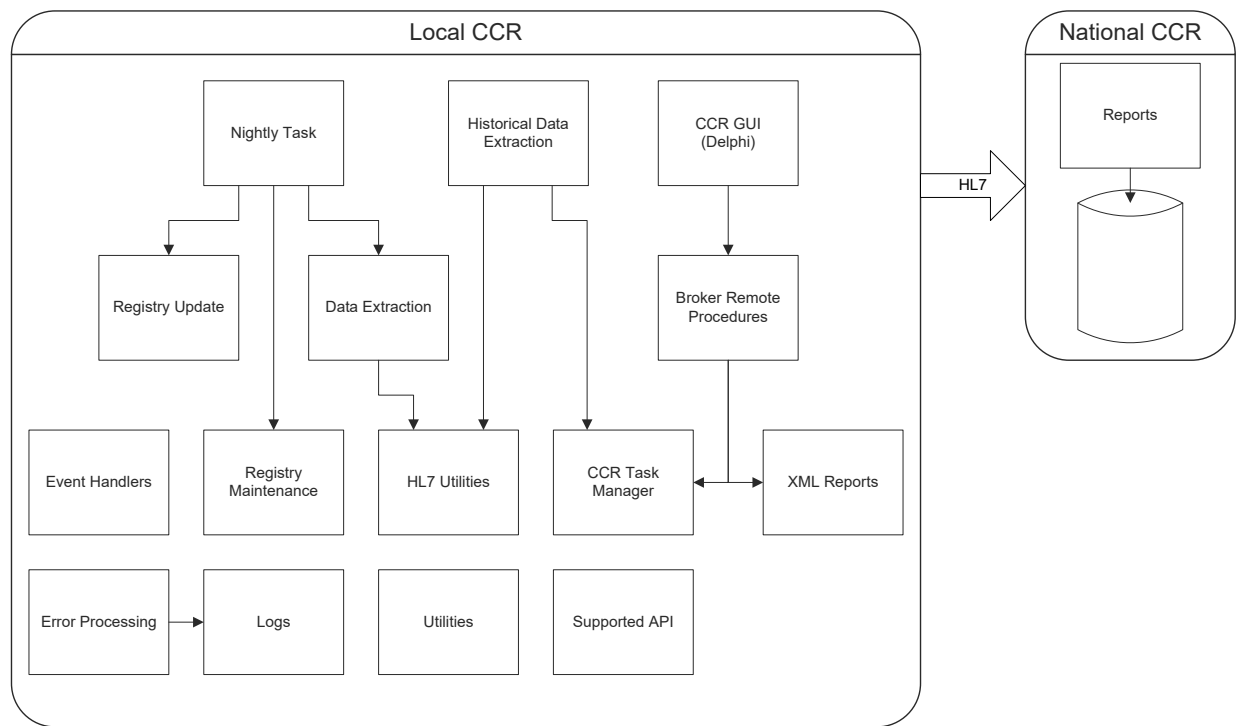 Local CCR
National CCR
Nightly Task
Historical Data
Extraction
CCR GUI
(Delphi)
Reports
HL7
Registry Update
Data Extraction
Broker Remote
Procedures
Event Handlers
Registry
Maintenance
HL7 Utilities
CCR Task
Manager
XML Reports
Error Processing
Logs
Utilities
Supported API